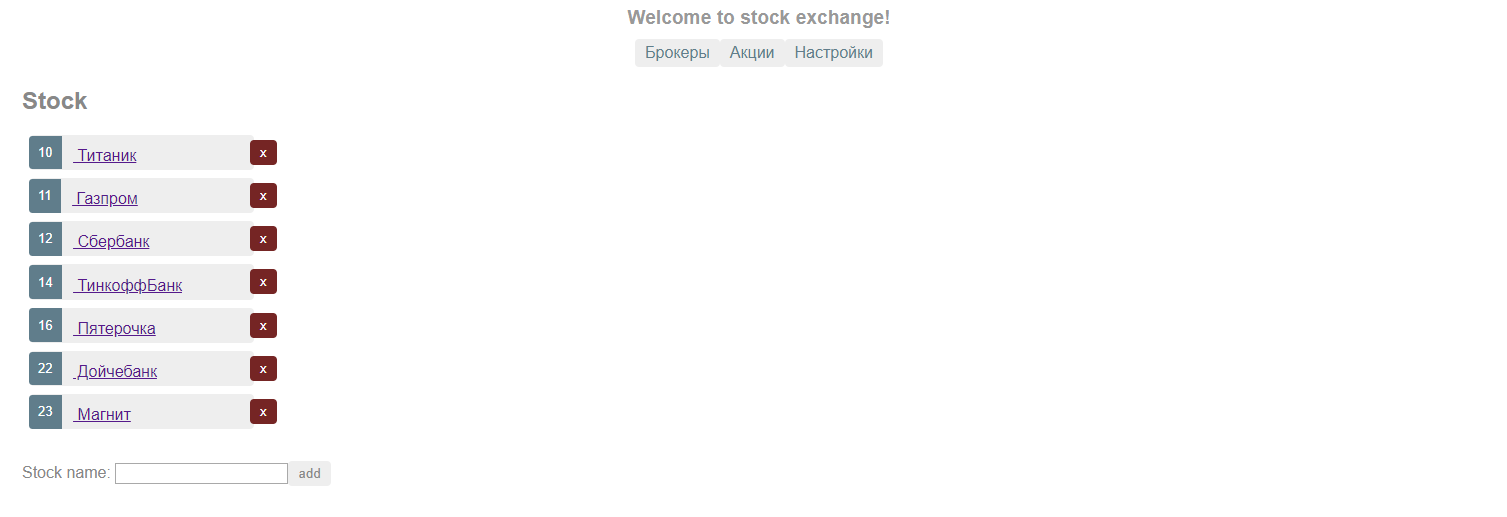 Welcome to stock exchange!
Брокеры Акции Настройки
Stock
10 Титаник x
11 Газпром x
12 Сбербанк x
14 ТинкоффБанк x
16 Пятерочка x
22 Дойчебанк x
23 Магнит x
Stock name: add